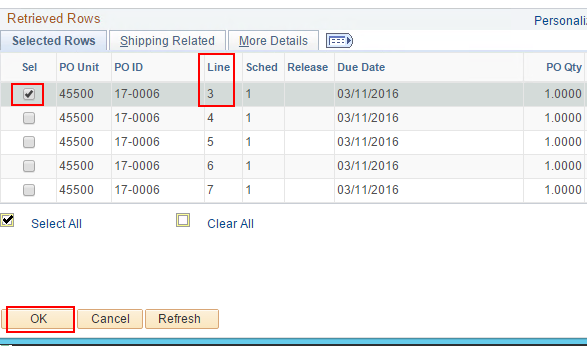 Retrieved Rows
Personali
Selected Rows Shipping Related More Details
Sel PO Unit PO ID Line Sched Release Due Date PO Qty
45500 17-0006 3 1 03/11/2016 1.0000
45500 17-0006 4 1 03/11/2016 1.0000
45500 17-0006 5 1 03/11/2016 1.0000
45500 17-0006 6 1 03/11/2016 1.0000
45500 17-0006 7 1 03/11/2016 1.0000
Select All Clear All
OK Cancel Refresh